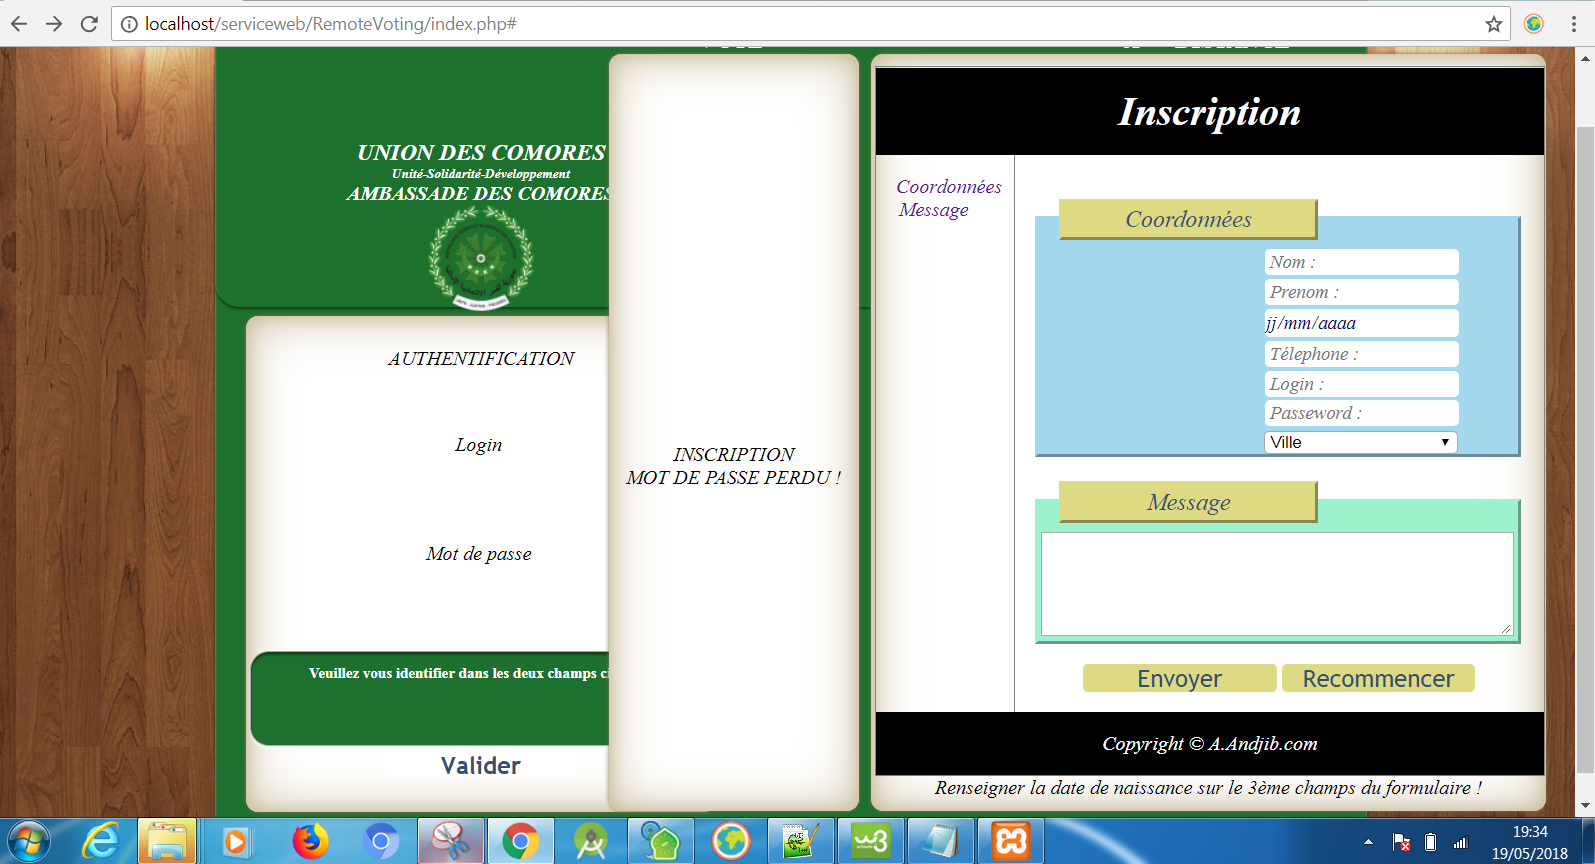 localhost/serviceweb/RemoteVoting/index.php#
UNION DES COMORES
Unité-Solidarité-Développement
AMBASSADE DES COMORES
AUTHENTIFICATION
Login
Mot de passe
Veuillez vous identifier dans les deux champs ci
Valider
INSCRIPTION
MOT DE PASSE PERDU !
Inscription
Coordonnées
Message
Coordonnées
Nom :
Prenom :
jj/mm/aaaa
Télephone :
Login :
Passeword :
Ville
Message
Envoyer
Recommencer
Copyright © A.Andjib.com
Renseigner la date de naissance sur le 3ème champs du formulaire !
19:34
19/05/2018